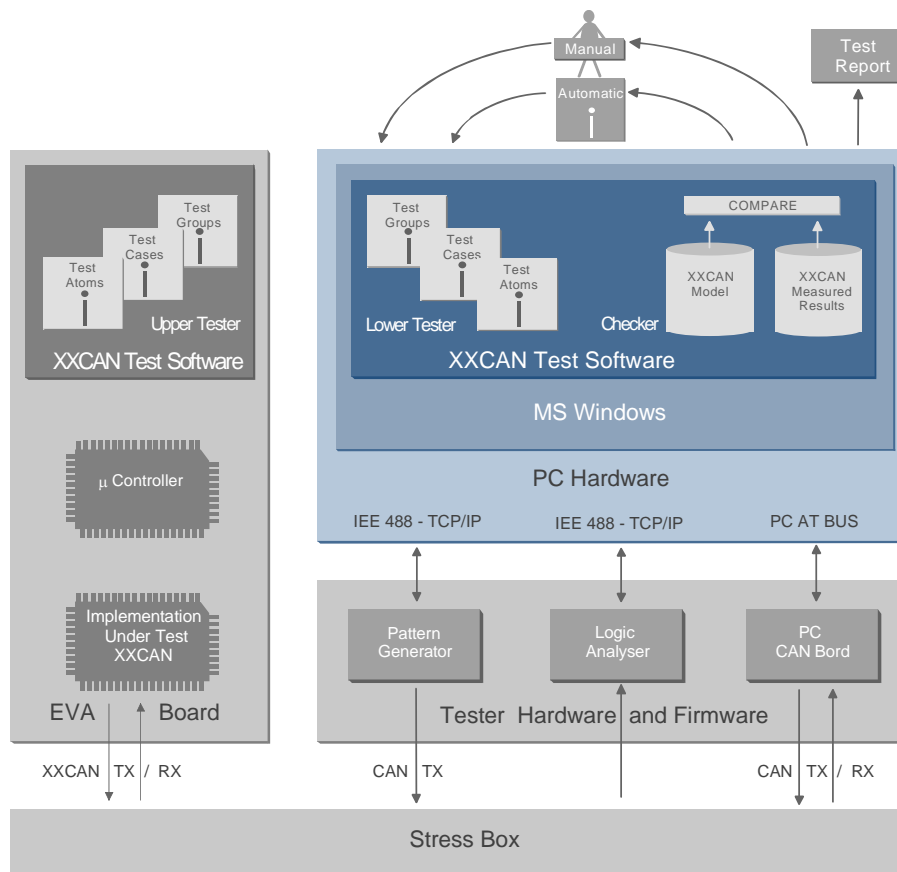 Manual
Automatic
Test
Report
Test
Groups
Test
Cases
Test
Atoms
Upper Tester
XXCAN Test Software
μ Controller
Implementation
Under Test
XXCAN
EVA Board
XXCAN TX / RX
Test
Groups
Test
Cases
Test
Atoms
Lower Tester
COMPARE
XXCAN
Model
XXCAN
Measured
Results
Checker
XXCAN Test Software
MS Windows
PC Hardware
IEE 488 - TCP/IP
IEE 488 - TCP/IP
PC AT BUS
Pattern
Generator
Logic
Analyser
PC
CAN Bord
Tester Hardware and Firmware
CAN TX
CAN TX / RX
Stress Box